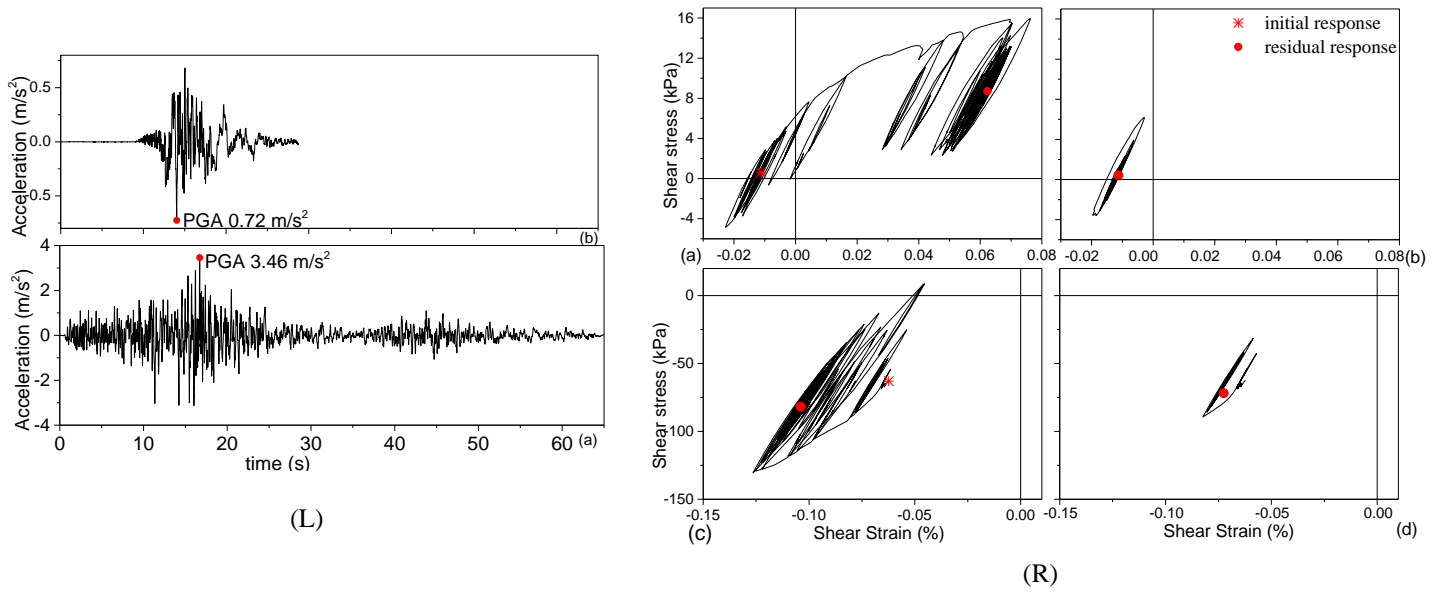 0.5
0.0
-0.5
Acceleration (m/s²)
PGA 0.72 m/s²
(b)
4
2
0
-2
-4
Acceleration (m/s²)
PGA 3.46 m/s²
0 10 20 30 40 50 60 (a)
time (s)
(L)
16
12
8
4
0
-4
Shear stress (kPa)
(a)
-0.02 0.00 0.02 0.04 0.06 0.08
initial response
residual response
-0.02 0.00 0.02 0.04 0.06 0.08 (b)
0
-50
-100
-150
Shear stress (kPa)
-0.15 -0.10 -0.05 0.00
(c)
Shear Strain (%)
-0.15 -0.10 -0.05 0.00
Shear Strain (%)
(d)
(R)